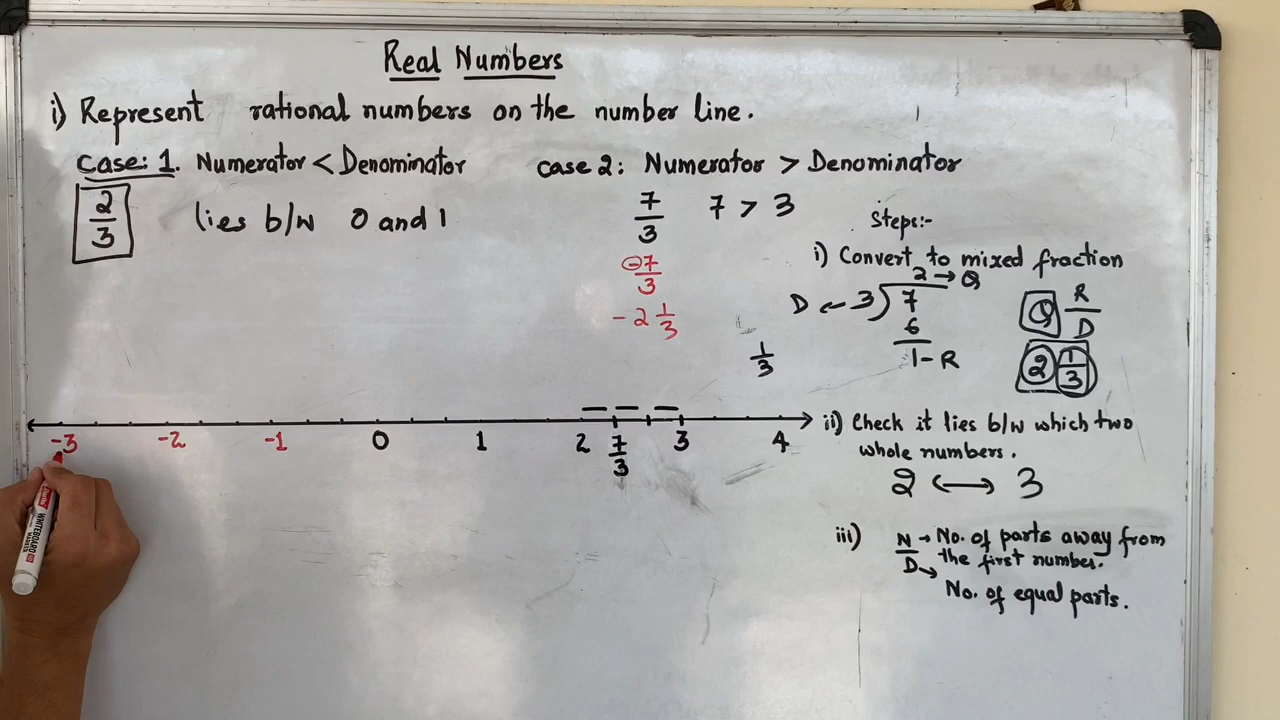 Real Numbers
i) Represent rational numbers on the number line.
Case: 1. Numerator < Denominator
2/3 lies b/w 0 and 1
case 2: Numerator > Denominator
7/3 7 > 3
-7/3
- 2 1/3
1/3
Steps:-
i) Convert to mixed fraction
2 → Q
D ← 3) 7
6
1 - R
Q R/D
2 1/3
-3 -2 -1 0 1 2 7/3 3 4
ii) Check it lies b/w which two
whole numbers.
2 ⟷ 3
iii) N → No. of parts away from
the first number.
D → No. of equal parts.
WHITEBOARD
MARKER